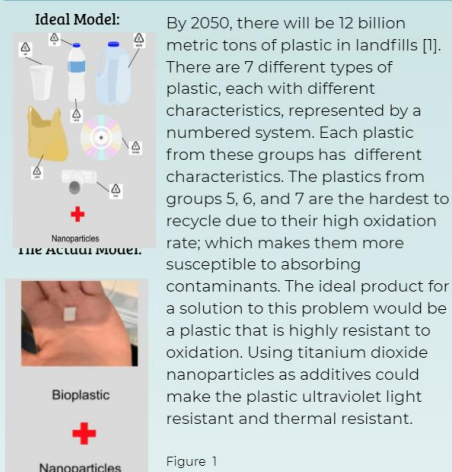 Ideal Model:
Nanoparticles
The Actual Model:
Bioplastic
Nanoparticles
By 2050, there will be 12 billion
metric tons of plastic in landfills [1].
There are 7 different types of
plastic, each with different
characteristics, represented by a
numbered system. Each plastic
from these groups has different
characteristics. The plastics from
groups 5, 6, and 7 are the hardest to
recycle due to their high oxidation
rate; which makes them more
susceptible to absorbing
contaminants. The ideal product for
a solution to this problem would be
a plastic that is highly resistant to
oxidation. Using titanium dioxide
nanoparticles as additives could
make the plastic ultraviolet light
resistant and thermal resistant.
Figure 1